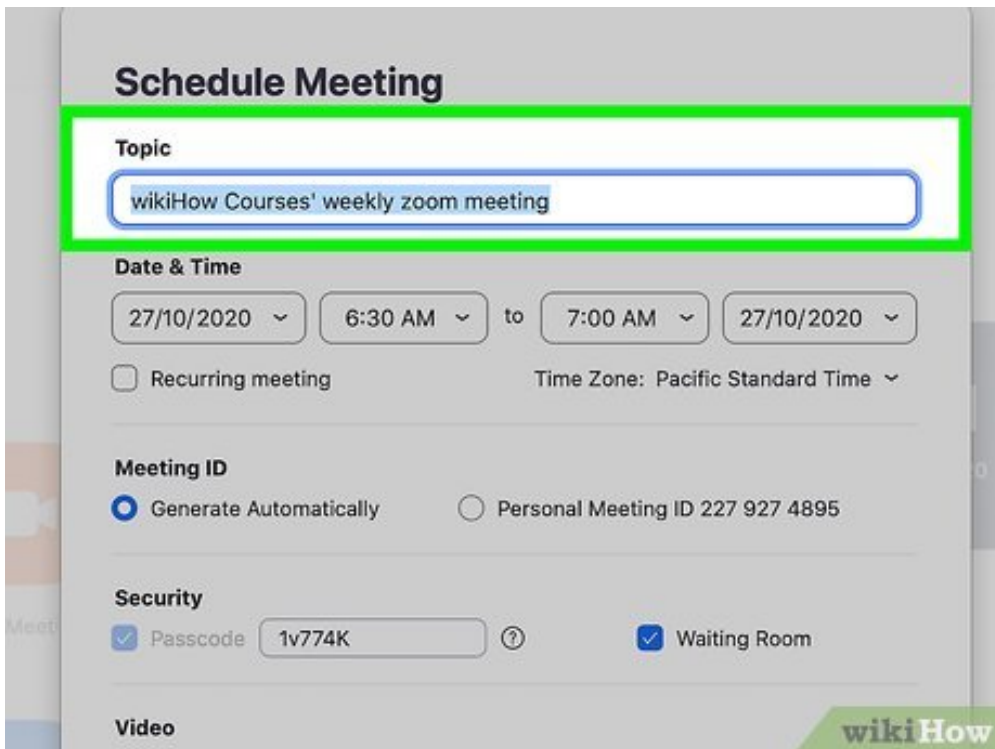 Schedule Meeting
Topic
wikiHow Courses' weekly zoom meeting
Date & Time
27/10/2020 6:30 AM to 7:00 AM 27/10/2020
Recurring meeting Time Zone: Pacific Standard Time
Meeting ID
Generate Automatically Personal Meeting ID 227 927 4895
Security
Passcode 1v774K Waiting Room
Video
wikiHow